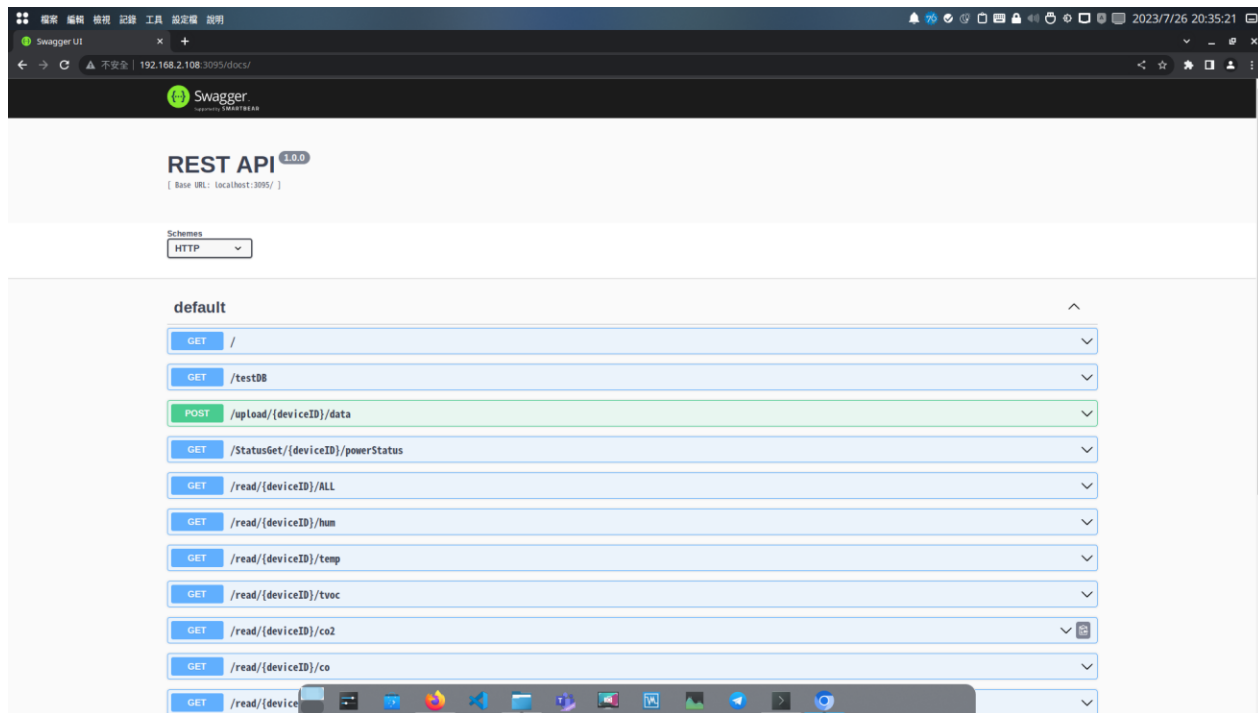 檔案 編輯 檢視 記錄 工具 設定檔 說明
2023/7/26 20:35:21
Swagger UI
不安全 | 192.168.2.108:3095/docs/
Swagger
Supported by SMARTBEAR
REST API 1.0.0
[ Base URL: localhost:3095/ ]
Schemes
HTTP
default
GET /
GET /testDB
POST /upload/{deviceID}/data
GET /StatusGet/{deviceID}/powerStatus
GET /read/{deviceID}/ALL
GET /read/{deviceID}/hum
GET /read/{deviceID}/temp
GET /read/{deviceID}/tvoc
GET /read/{deviceID}/co2
GET /read/{deviceID}/co
GET /read/{device